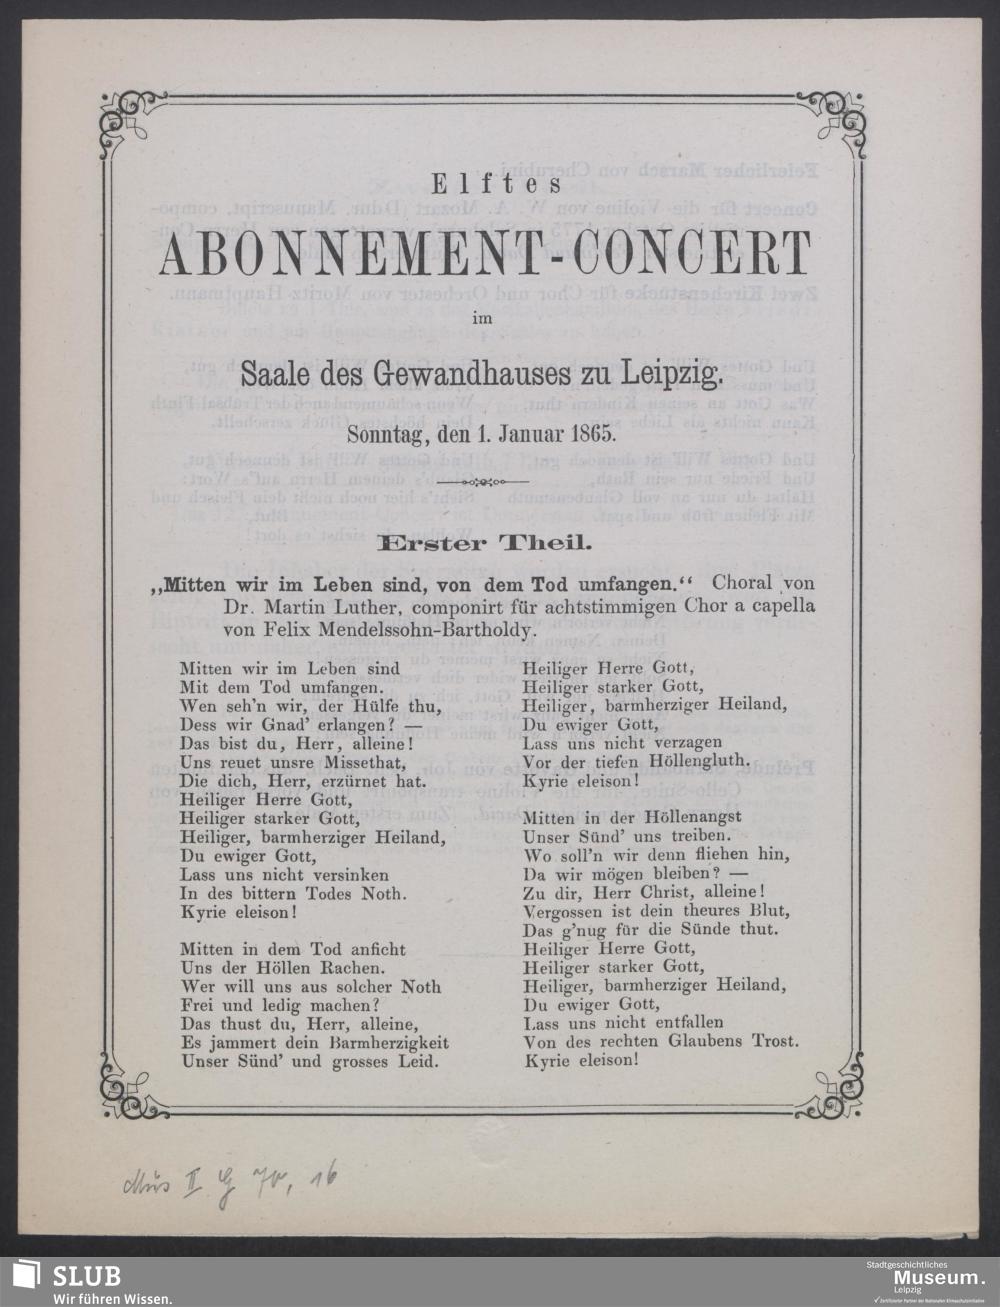 Elftes
ABONNEMENT-CONCERT
im
Saale des Gewandhauses zu Leipzig.
Sonntag, den 1. Januar 1865.
Erster Theil.
„Mitten wir im Leben sind, von dem Tod umfangen.“ Choral von
Dr. Martin Luther, componirt für achtstimmigen Chor a capella
von Felix Mendelssohn-Bartholdy.
Mitten wir im Leben sind
Mit dem Tod umfangen.
Wen seh'n wir, der Hülfe thu,
Dess wir Gnad' erlangen? —
Das bist du, Herr, alleine!
Uns reuet unsre Missethat,
Die dich, Herr, erzürnet hat.
Heiliger Herre Gott,
Heiliger starker Gott,
Heiliger, barmherziger Heiland,
Du ewiger Gott,
Lass uns nicht versinken
In des bittern Todes Noth.
Kyrie eleison!
Mitten in dem Tod anficht
Uns der Höllen Rachen.
Wer will uns aus solcher Noth
Frei und ledig machen?
Das thust du, Herr, alleine,
Es jammert dein Barmherzigkeit
Unser Sünd' und grosses Leid.
Heiliger Herre Gott,
Heiliger starker Gott,
Heiliger, barmherziger Heiland,
Du ewiger Gott,
Lass uns nicht verzagen
Vor der tiefen Höllengluth.
Kyrie eleison!
Mitten in der Höllenangst
Unser Sünd' uns treiben.
Wo soll'n wir denn fliehen hin,
Da wir mögen bleiben? —
Zu dir, Herr Christ, alleine!
Vergossen ist dein theures Blut,
Das g'nug für die Sünde thut.
Heiliger Herre Gott,
Heiliger starker Gott,
Heiliger, barmherziger Heiland,
Du ewiger Gott,
Lass uns nicht entfallen
Von des rechten Glaubens Trost.
Kyrie eleison!
Mus II G 70, 16
SLUB
Wir führen Wissen.
Stadtgeschichtliches
Museum.
Leipzig